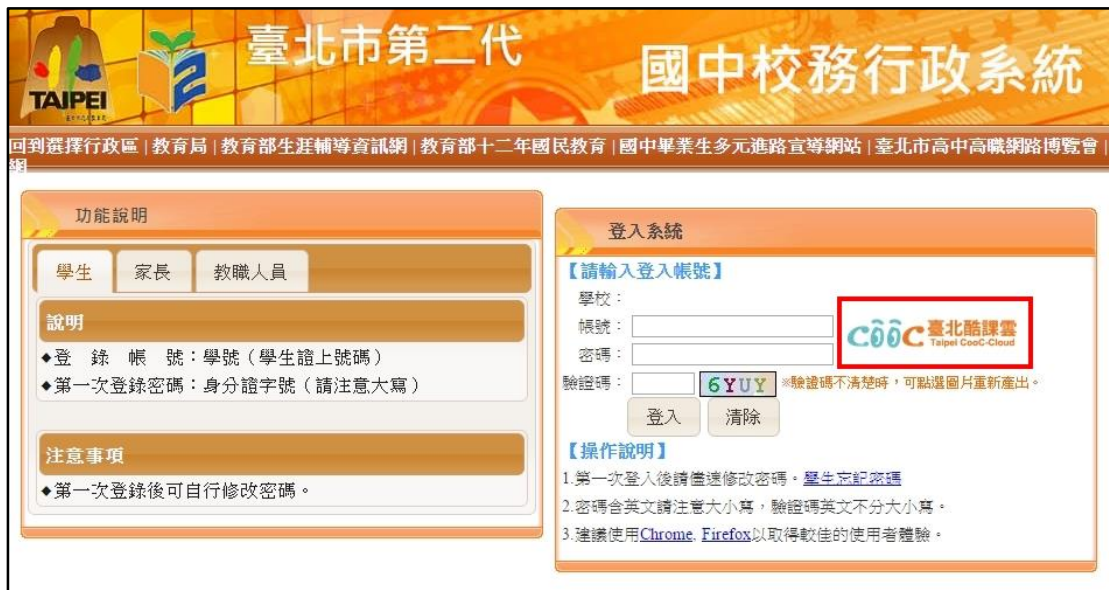 臺北市第二代
國中校務行政系統
TAIPEI
回到選擇行政區 | 教育局 | 教育部生涯輔導資訊網 | 教育部十二年國民教育 | 國中畢業生多元進路宣導網站 | 臺北市高中高職網路博覽會 |
網
功能說明
學生 家長 教職人員
說明
◆登 錄 帳 號：學號（學生證上號碼）
◆第一次登錄密碼：身分證字號（請注意大寫）
注意事項
◆第一次登錄後可自行修改密碼。
登入系統
【請輸入登入帳號】
學校：
帳號：
密碼：
CooC 臺北酷課雲
Taipei CooC-Cloud
驗證碼： 6YUY ※驗證碼不清楚時，可點選圖片重新產出。
登入 清除
【操作說明】
1.第一次登入後請儘速修改密碼。學生忘記密碼
2.密碼含英文請注意大小寫，驗證碼英文不分大小寫。
3.建議使用Chrome, Firefox以取得較佳的使用者體驗。